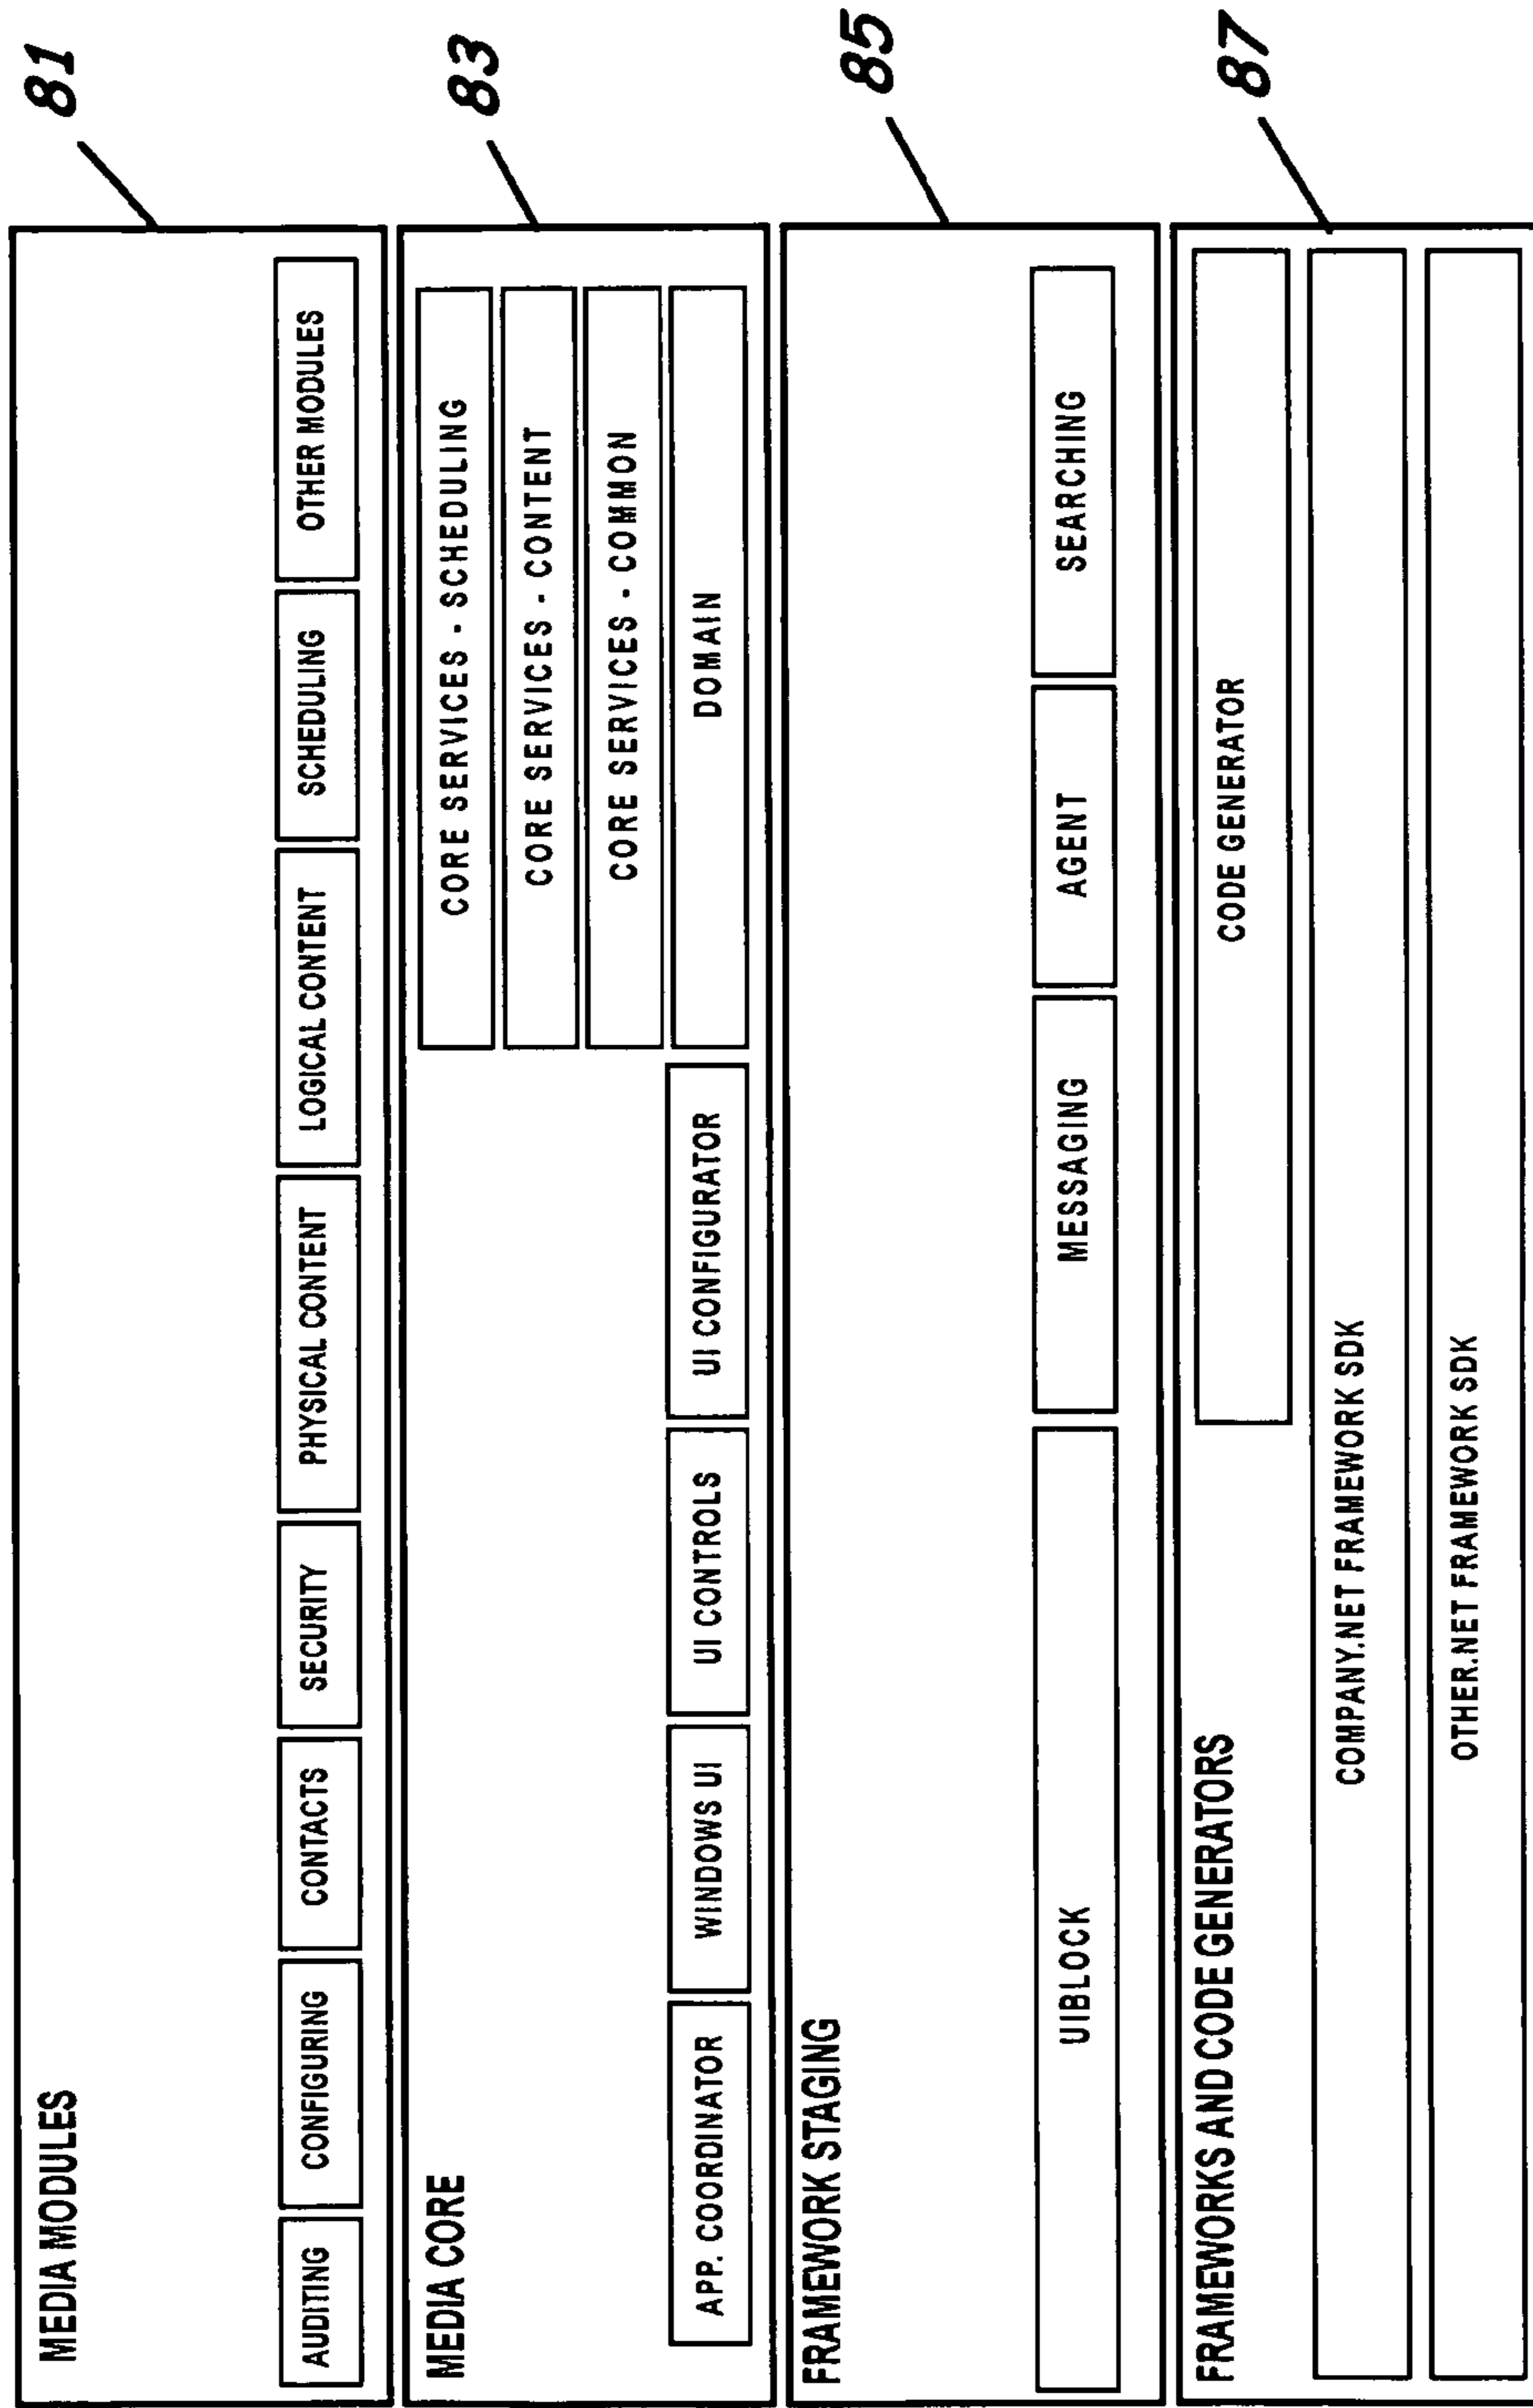 MEDIA MODULES
81
AUDITING
CONFIGURING
CONTACTS
SECURITY
PHYSICAL CONTENT
LOGICAL CONTENT
SCHEDULING
OTHER MODULES
MEDIA CORE
83
CORE SERVICES - SCHEDULING
CORE SERVICES - CONTENT
CORE SERVICES - COMMON
APP. COORDINATOR
WINDOWS UI
UI CONTROLS
UI CONFIGURATOR
DOMAIN
FRAMEWORK STAGING
85
UIBLOCK
MESSAGING
AGENT
SEARCHING
FRAMEWORKS AND CODE GENERATORS
87
CODE GENERATOR
COMPANY.NET FRAMEWORK SDK
OTHER.NET FRAMEWORK SDK